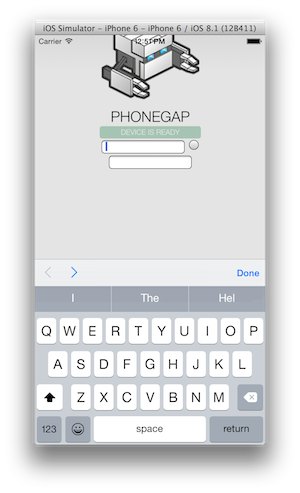 iOS Simulator – iPhone 6 – iPhone 6 / iOS 8.1 (12B411)
Carrier 12:51 PM
PHONEGAP
DEVICE IS READY
Done
I The Hel
Q W E R T Y U I O P
A S D F G H J K L
Z X C V B N M
123 space return